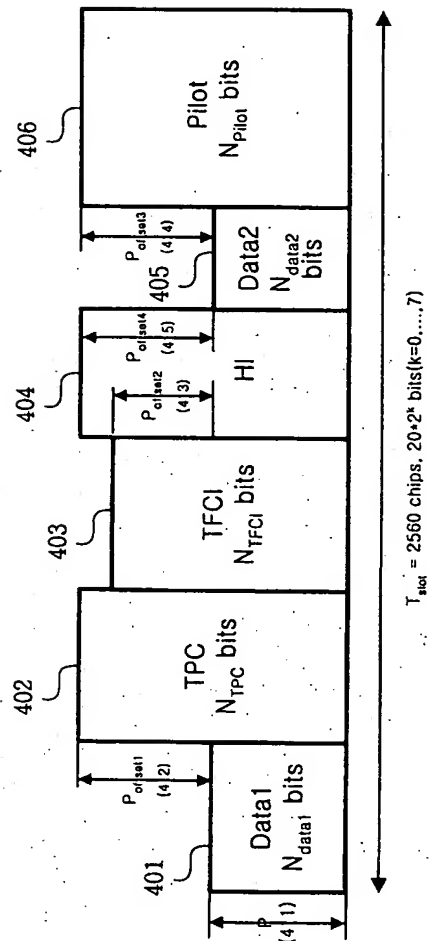 401
402
403
404
405
406
P
(4 1)
Data1
N_data1 bits
P_offset1
(4 2)
TPC
N_TPC bits
TFCI
N_TFCI bits
P_offset2
(4 3)
P_offset4
(4 5)
HI
P_offset3
(4 4)
Data2
N_data2
bits
Pilot
N_Pilot bits
T_slot = 2560 chips, 20*2^k bits(k=0,....,7)